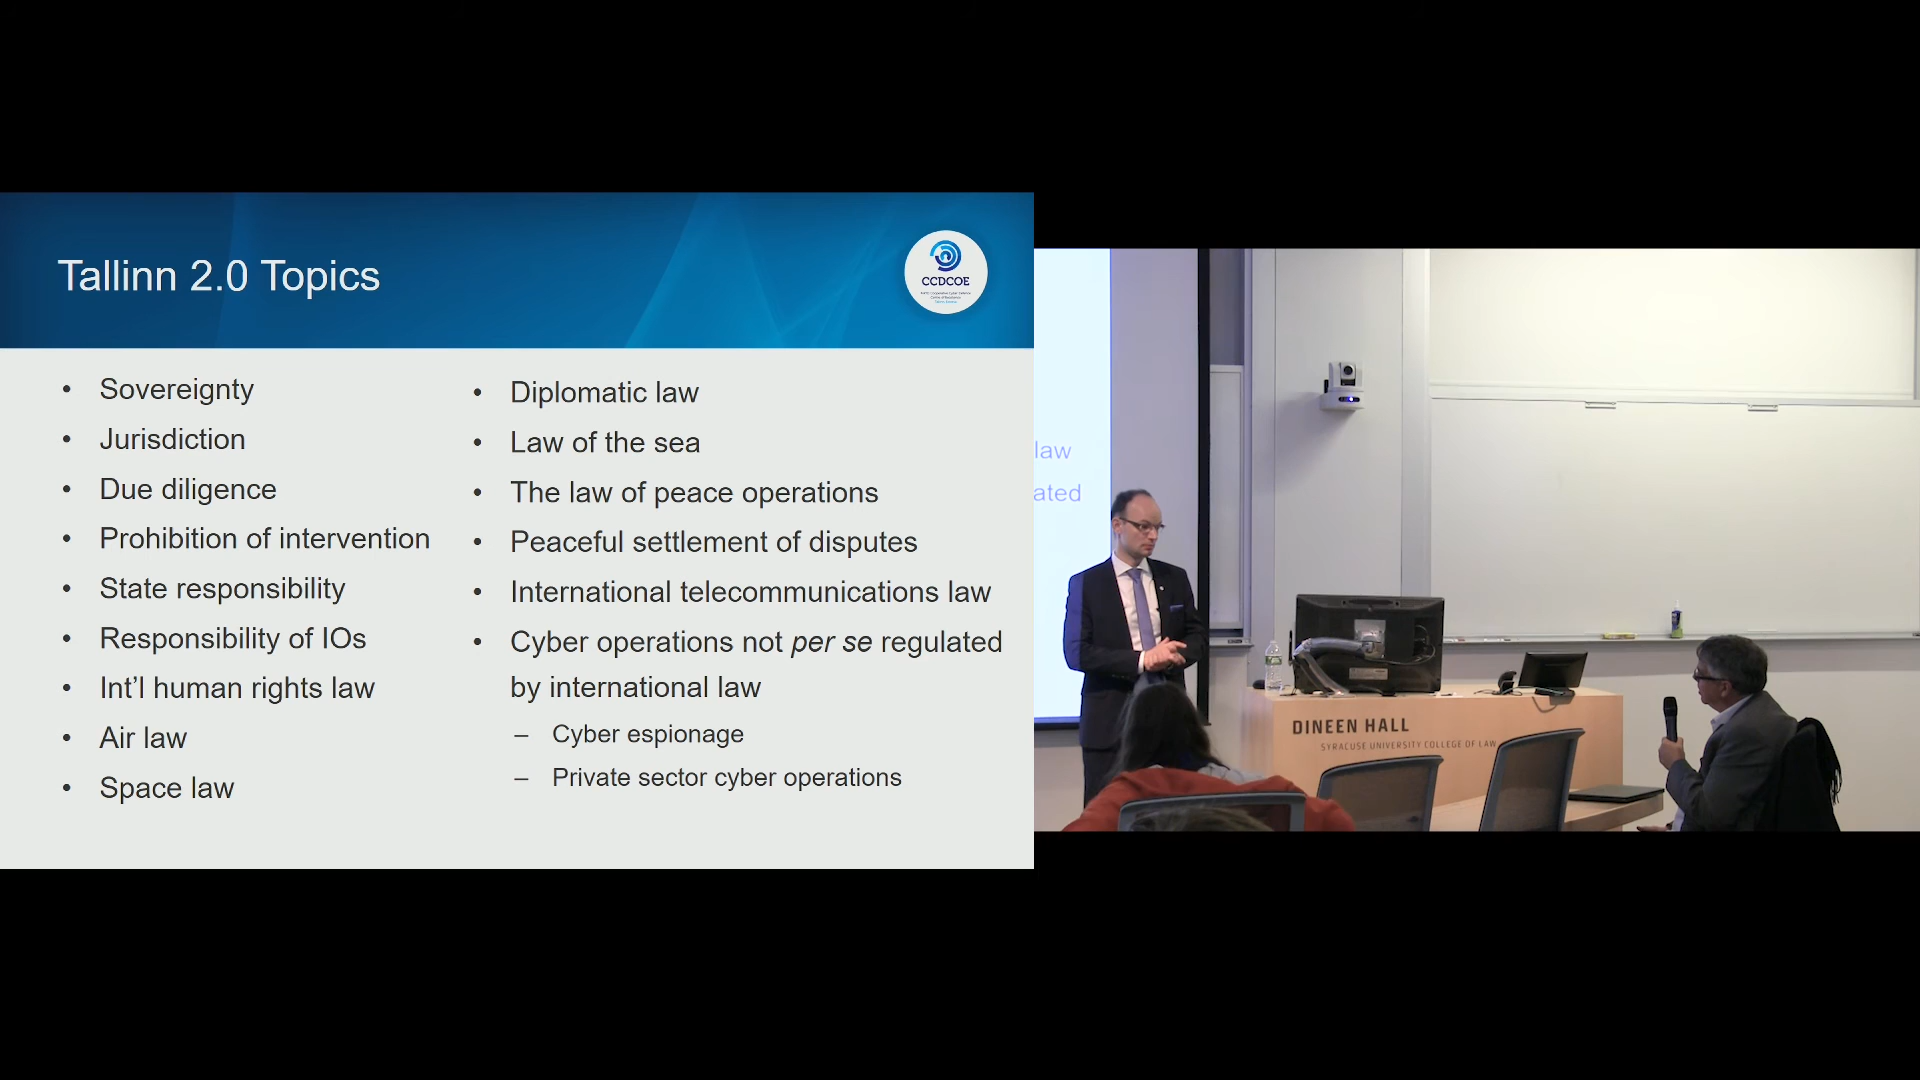 Tallinn 2.0 Topics
CCDCOE
• Sovereignty
• Jurisdiction
• Due diligence
• Prohibition of intervention
• State responsibility
• Responsibility of IOs
• Int'l human rights law
• Air law
• Space law
• Diplomatic law
• Law of the sea
• The law of peace operations
• Peaceful settlement of disputes
• International telecommunications law
• Cyber operations not per se regulated
by international law
– Cyber espionage
– Private sector cyber operations
law
ated
DINEEN HALL
SYRACUSE UNIVERSITY COLLEGE OF LAW